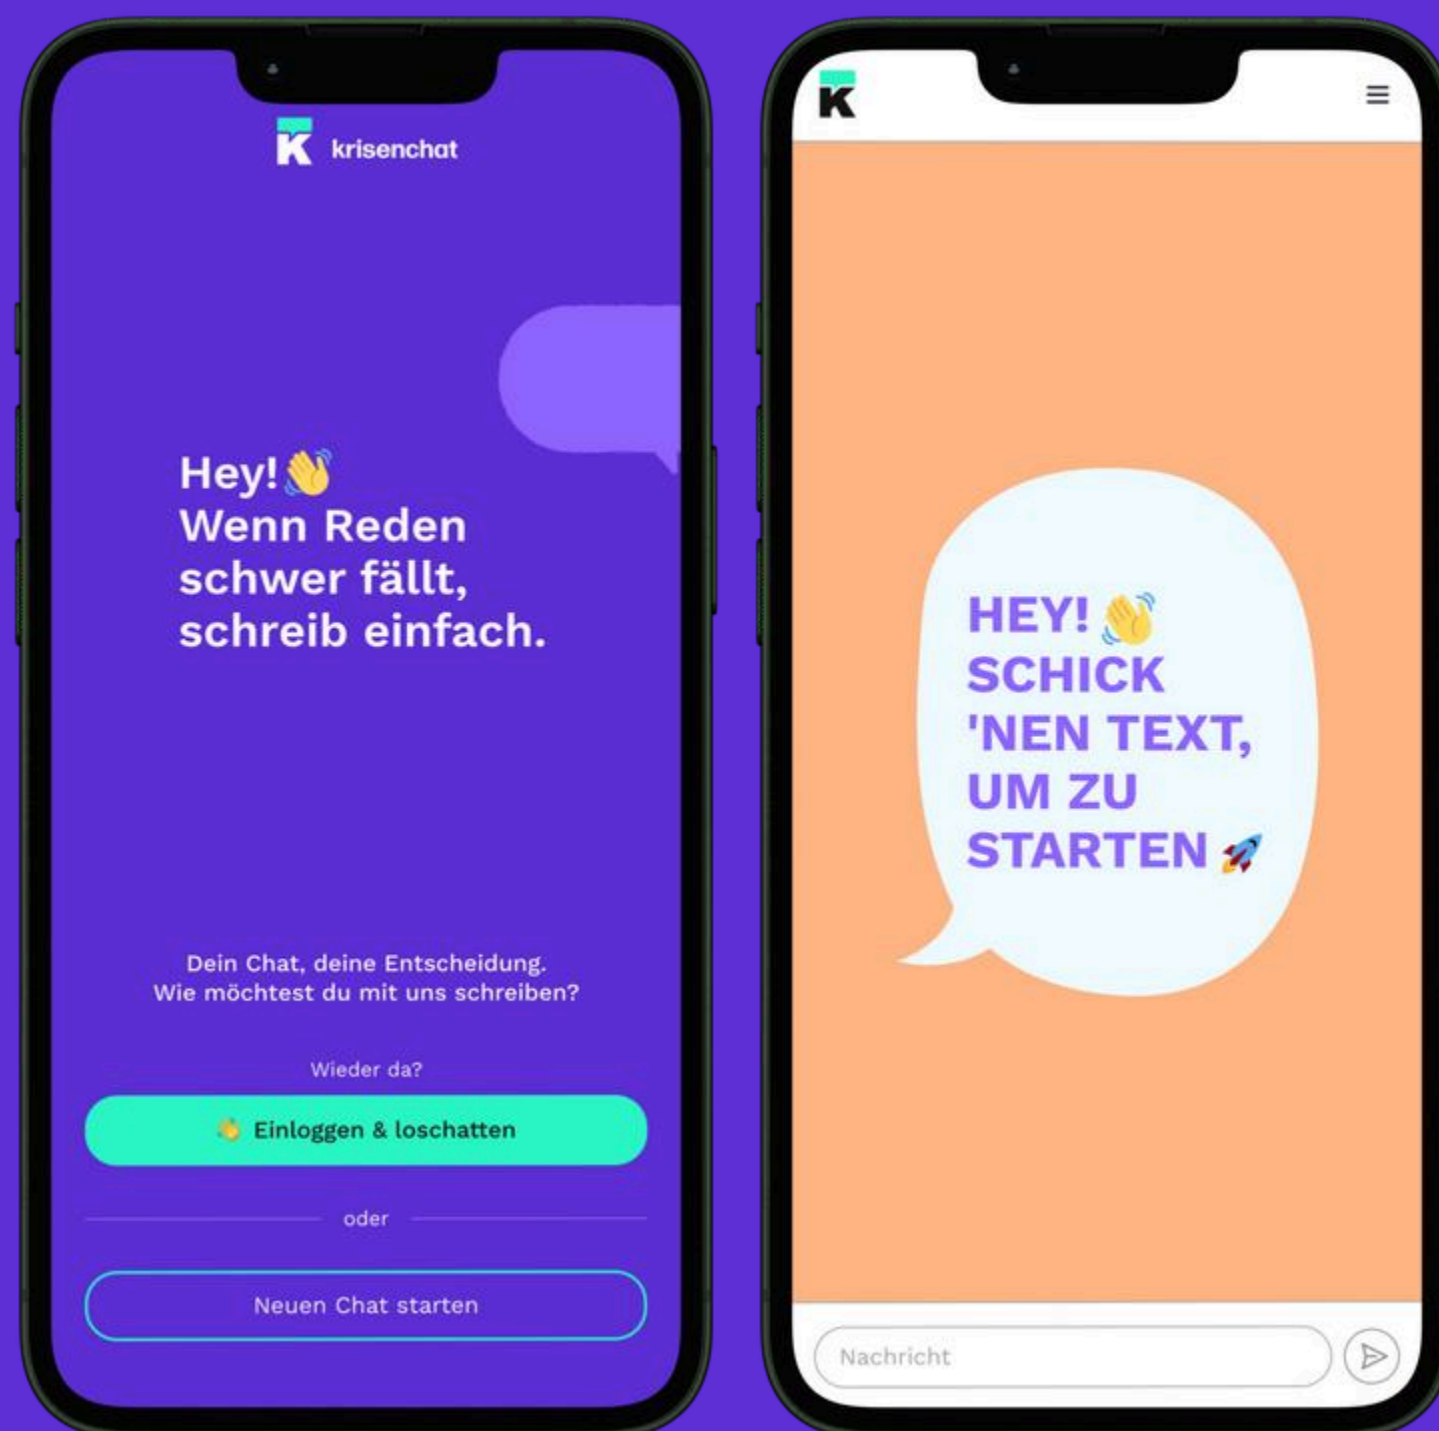 krisenchat
Hey!👋
Wenn Reden
schwer fällt,
schreib einfach.
Dein Chat, deine Entscheidung.
Wie möchtest du mit uns schreiben?
Wieder da?
👋 Einloggen & loschatten
oder
Neuen Chat starten
K
HEY! 👋
SCHICK
'NEN TEXT,
UM ZU
STARTEN 🚀
Nachricht